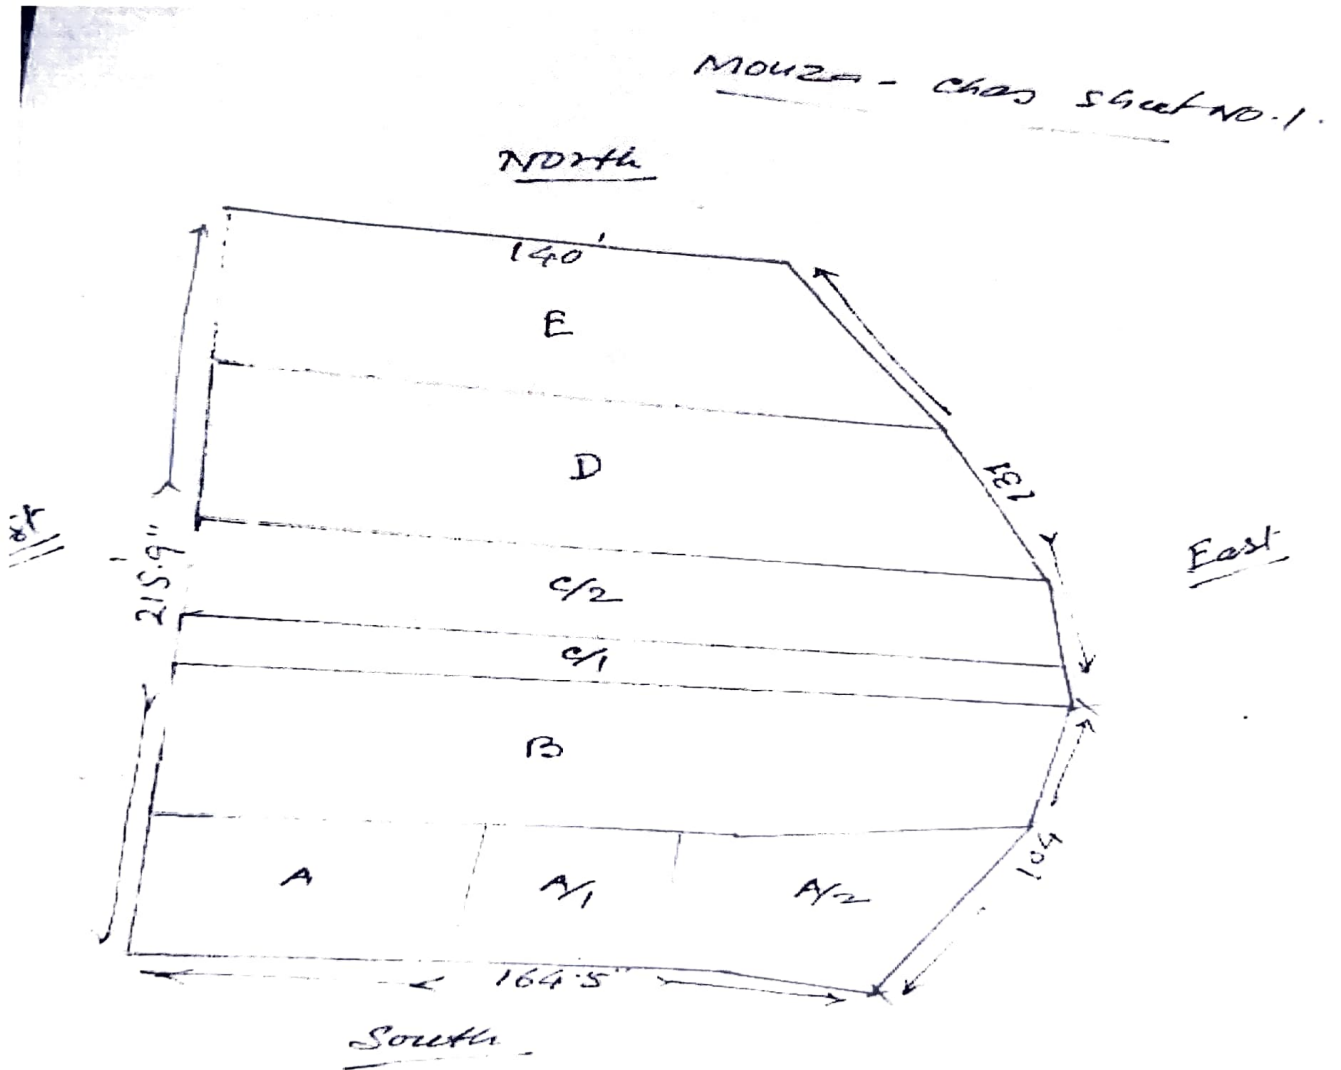 Mouza - Chas Sheet No. 1.
North
140'
E
D
131
East
215'.9"
C/2
C/1
B
A
A/1
A/2
104
164.5"
South